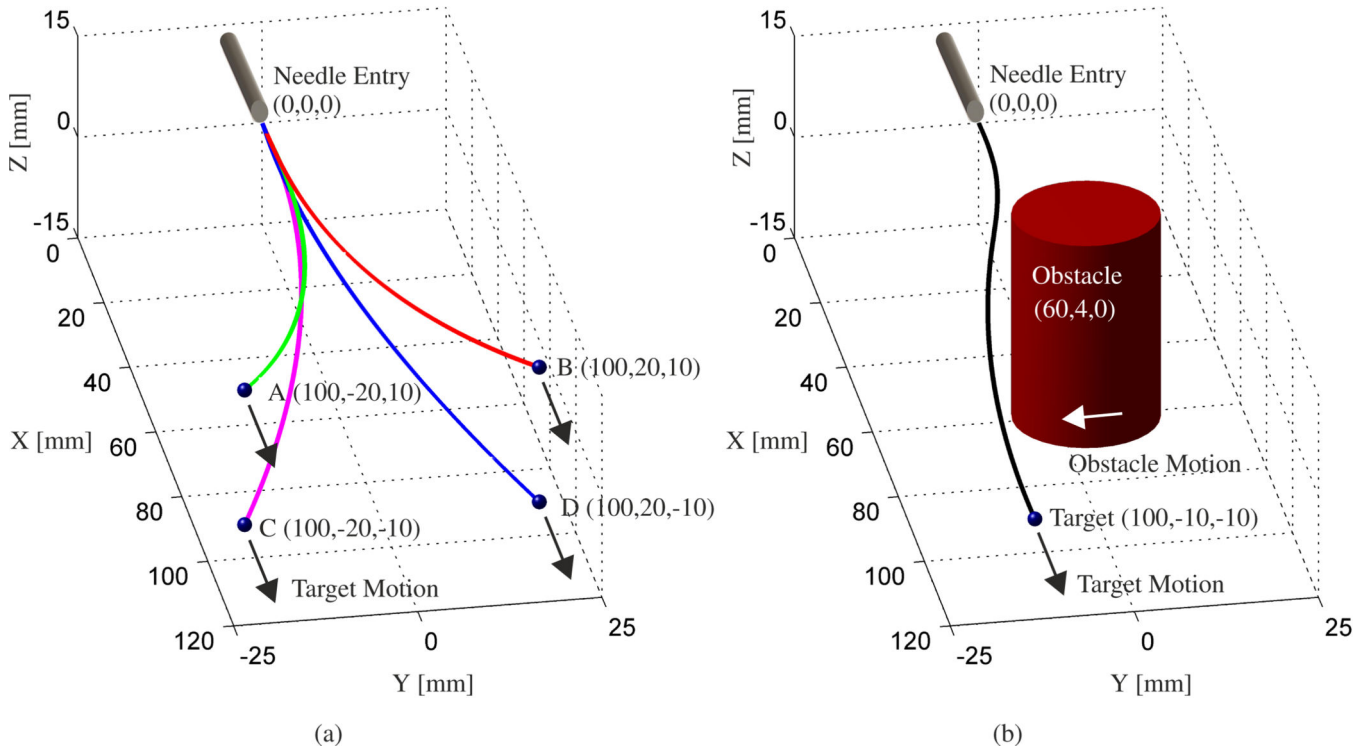 15
Needle Entry
(0,0,0)
0
Z [mm]
-15
0
20
40
A (100,-20,10)
B (100,20,10)
X [mm]
60
80
C (100,-20,-10)
D (100,20,-10)
100
Target Motion
120
-25
0
25
Y [mm]
(a)
15
Needle Entry
(0,0,0)
0
Z [mm]
-15
0
Obstacle
(60,4,0)
20
40
X [mm]
60
Obstacle Motion
80
Target (100,-10,-10)
100
Target Motion
120
-25
0
25
Y [mm]
(b)